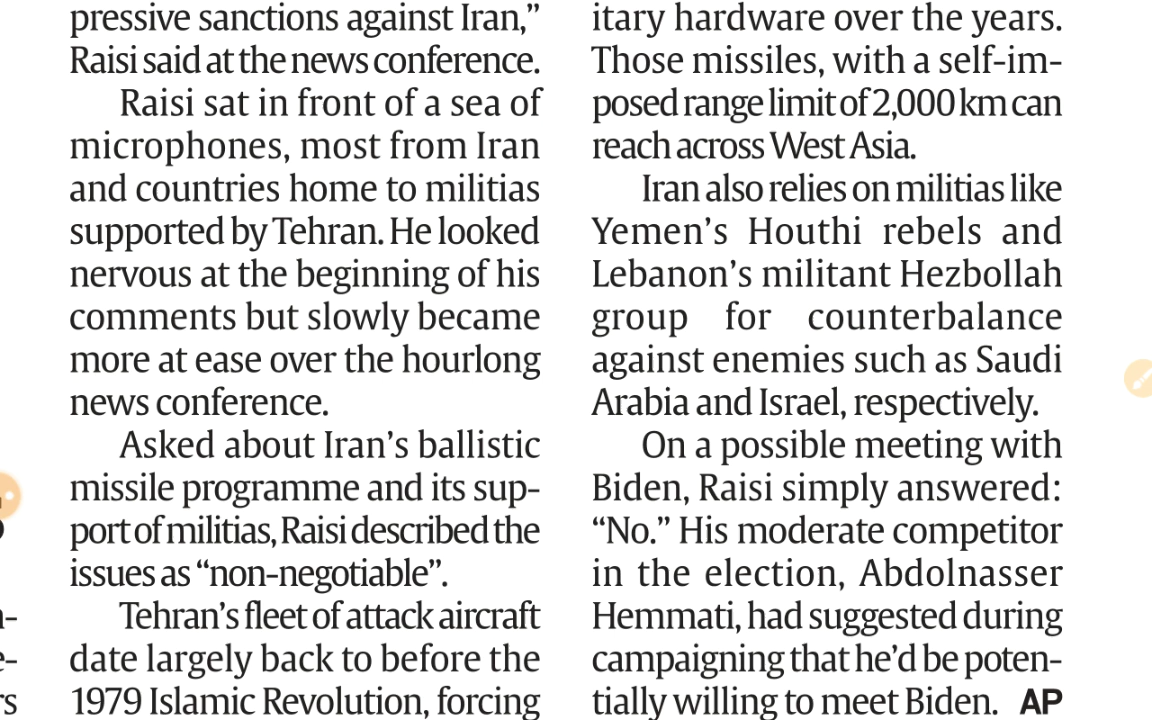 pressive sanctions against Iran,”
Raisi said at the news conference.
Raisi sat in front of a sea of
microphones, most from Iran
and countries home to militias
supported by Tehran. He looked
nervous at the beginning of his
comments but slowly became
more at ease over the hourlong
news conference.
Asked about Iran’s ballistic
missile programme and its sup-
port of militias, Raisi described the
issues as “non-negotiable”.
Tehran’s fleet of attack aircraft
date largely back to before the
1979 Islamic Revolution, forcing
itary hardware over the years.
Those missiles, with a self-im-
posed range limit of 2,000 km can
reach across West Asia.
Iran also relies on militias like
Yemen’s Houthi rebels and
Lebanon’s militant Hezbollah
group for counterbalance
against enemies such as Saudi
Arabia and Israel, respectively.
On a possible meeting with
Biden, Raisi simply answered:
“No.” His moderate competitor
in the election, Abdolnasser
Hemmati, had suggested during
campaigning that he’d be poten-
tially willing to meet Biden. AP